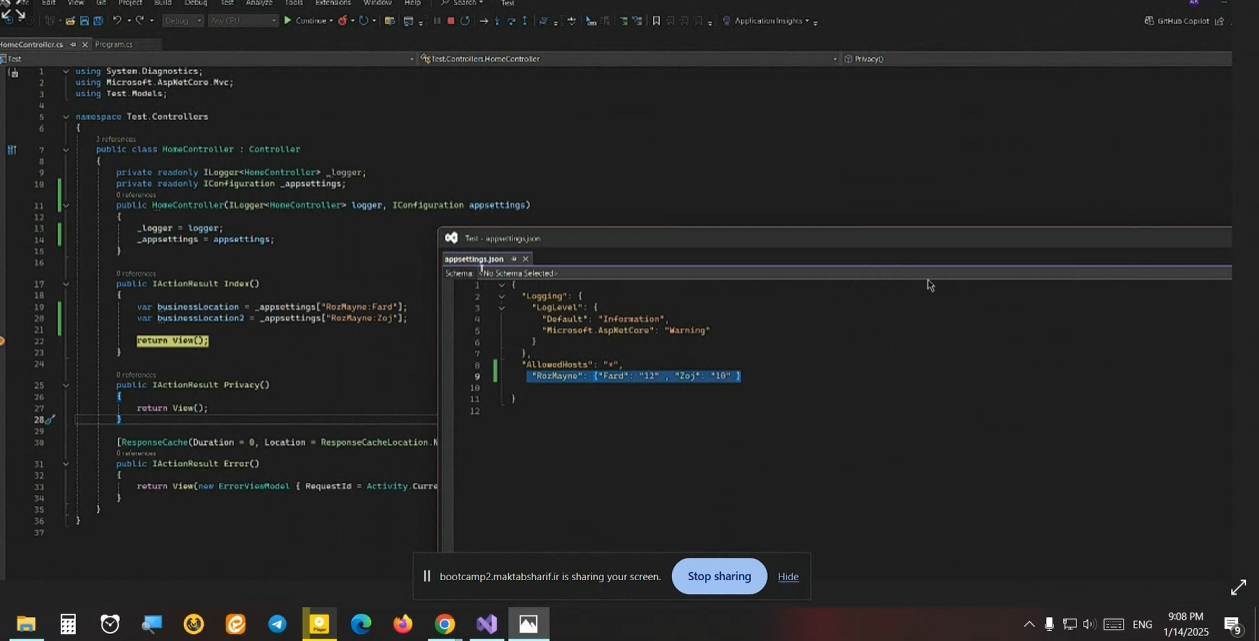 Edit View Git Project Build Debug Test Analyze Tools Extensions Window Help Search Test
Debug Any CPU Continue Application Insights GitHub Copilot
HomeController.cs Program.cs
Test Test.Controllers.HomeController Privacy()
1 using System.Diagnostics;
2 using Microsoft.AspNetCore.Mvc;
3 using Test.Models;
4
5 namespace Test.Controllers
6 {
3 references
7 public class HomeController : Controller
8 {
9 private readonly ILogger<HomeController> _logger;
10 private readonly IConfiguration _appsettings;
0 references
11 public HomeController(ILogger<HomeController> logger, IConfiguration appsettings)
12 {
13 _logger = logger;
14 _appsettings = appsettings;
15 }
16
0 references
17 public IActionResult Index()
18 {
19 var businessLocation = _appsettings["RozMayne:Fard"];
20 var businessLocation2 = _appsettings["RozMayne:Zoj"];
21
22 return View();
23 }
24
0 references
25 public IActionResult Privacy()
26 {
27 return View();
28 }
29
30 [ResponseCache(Duration = 0, Location = ResponseCacheLocation.N
0 references
31 public IActionResult Error()
32 {
33 return View(new ErrorViewModel { RequestId = Activity.Curre
34 }
35 }
36 }
37
Test - appsettings.json
appsettings.json
Schema: <No Schema Selected>
1 {
2 "Logging": {
3 "LogLevel": {
4 "Default": "Information",
5 "Microsoft.AspNetCore": "Warning"
6 }
7 },
8 "AllowedHosts": "*",
9 "RozMayne": {"Fard": "12" , "Zoj": "10" }
10
11 }
12
bootcamp2.maktabsharif.ir is sharing your screen. Stop sharing Hide
Player
ENG
9:08 PM
1/14/2025
9